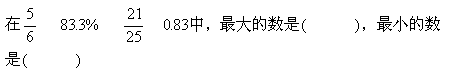 在5/6 83.3% 21/25 0.83中，最大的数是( )，最小的数
是( )